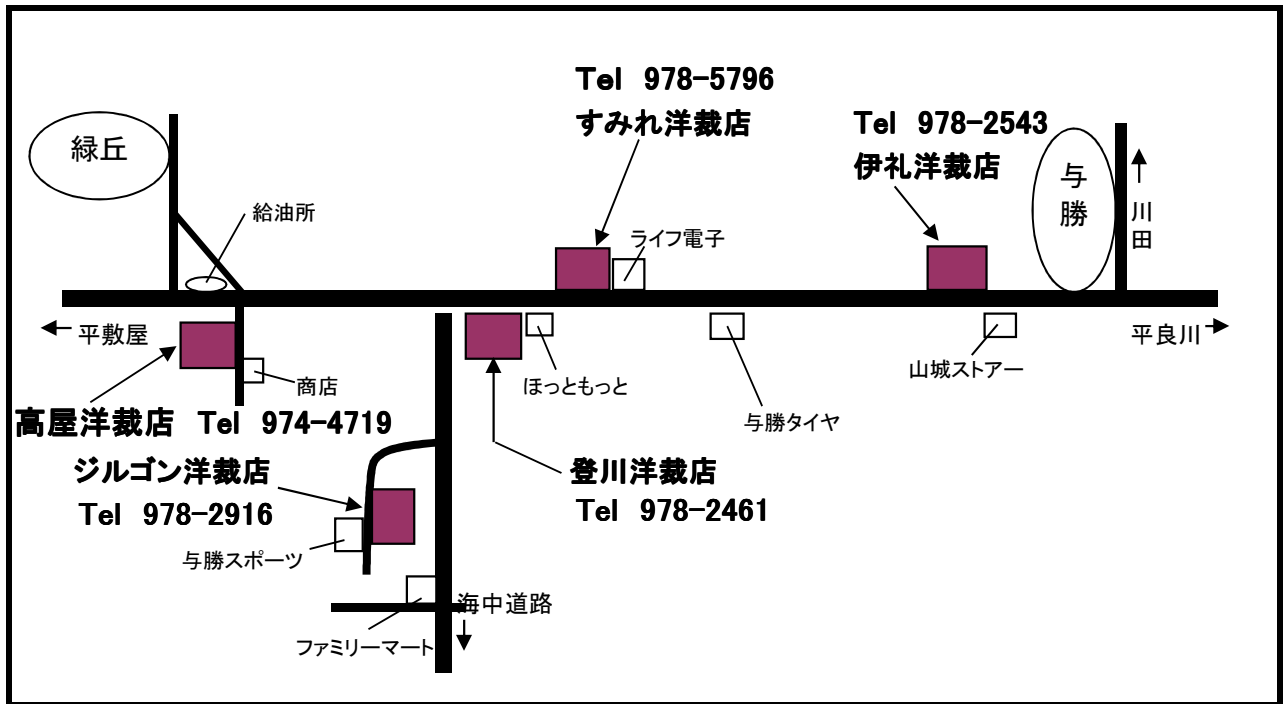 Tel 978-5796
すみれ洋裁店
Tel 978-2543
伊礼洋裁店
緑丘
与勝
川田
給油所
ライフ電子
平敷屋
平良川
商店
ほっともっと
与勝タイヤ
山城ストアー
高屋洋裁店 Tel 974-4719
ジルゴン洋裁店
Tel 978-2916
登川洋裁店
Tel 978-2461
与勝スポーツ
海中道路
ファミリーマート